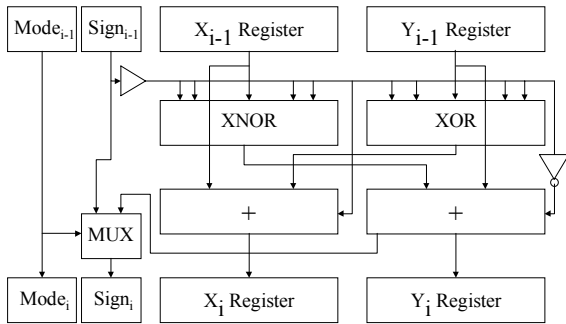 Mode_{i-1} Sign_{i-1} X_{i-1} Register Y_{i-1} Register
XNOR XOR
+ +
MUX
Mode_i Sign_i X_i Register Y_i Register